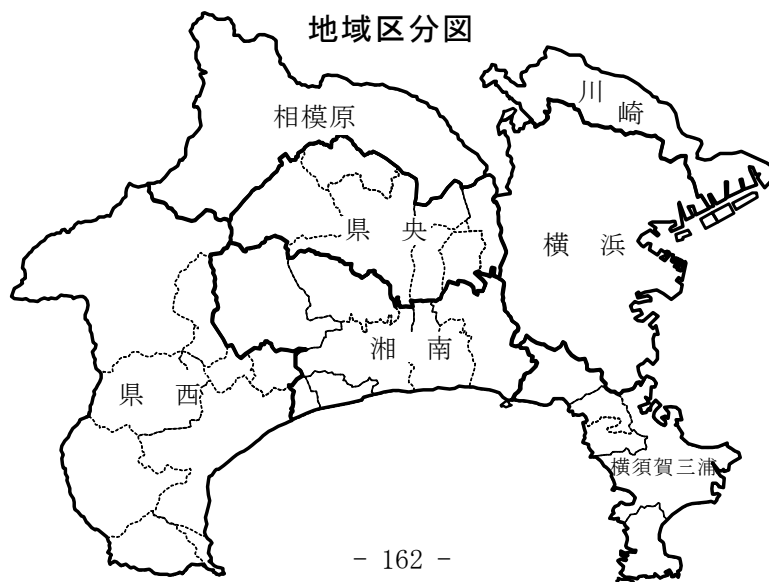 地域区分図
川崎
相模原
県央
横浜
湘南
県西
横須賀三浦
- 162 -